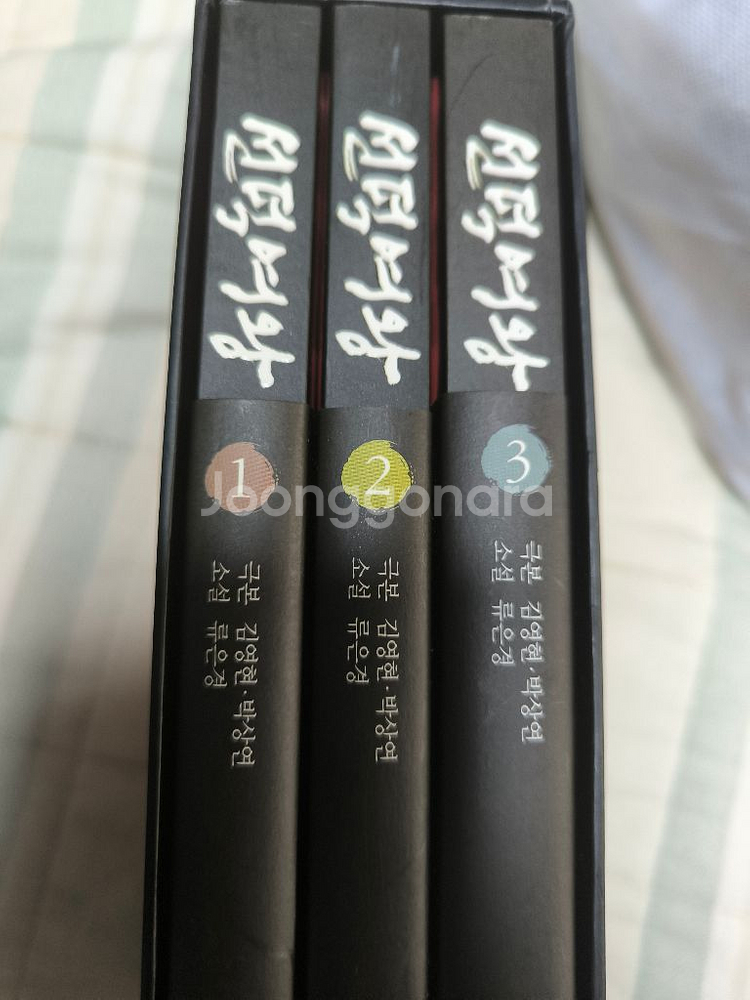 선덕여왕
1
극본 김영현·박상연
소설 류은경
선덕여왕
2
극본 김영현·박상연
소설 류은경
선덕여왕
3
극본 김영현·박상연
소설 류은경
Joonggonara